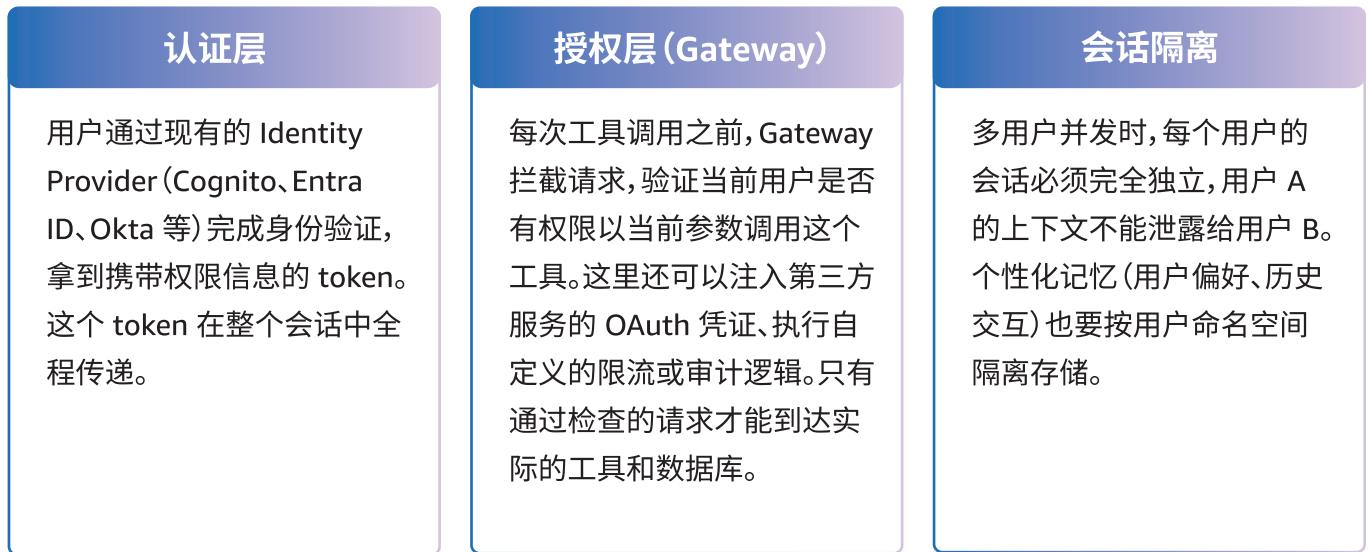 认证层
用户通过现有的 Identity
Provider（Cognito、Entra
ID、Okta 等）完成身份验证，
拿到携带权限信息的 token。
这个 token 在整个会话中全
程传递。
授权层（Gateway）
每次工具调用之前，Gateway
拦截请求，验证当前用户是否
有权限以当前参数调用这个
工具。这里还可以注入第三方
服务的 OAuth 凭证、执行自
定义的限流或审计逻辑。只有
通过检查的请求才能到达实
际的工具和数据库。
会话隔离
多用户并发时，每个用户的
会话必须完全独立，用户 A
的上下文不能泄露给用户 B。
个性化记忆（用户偏好、历史
交互）也要按用户命名空间
隔离存储。